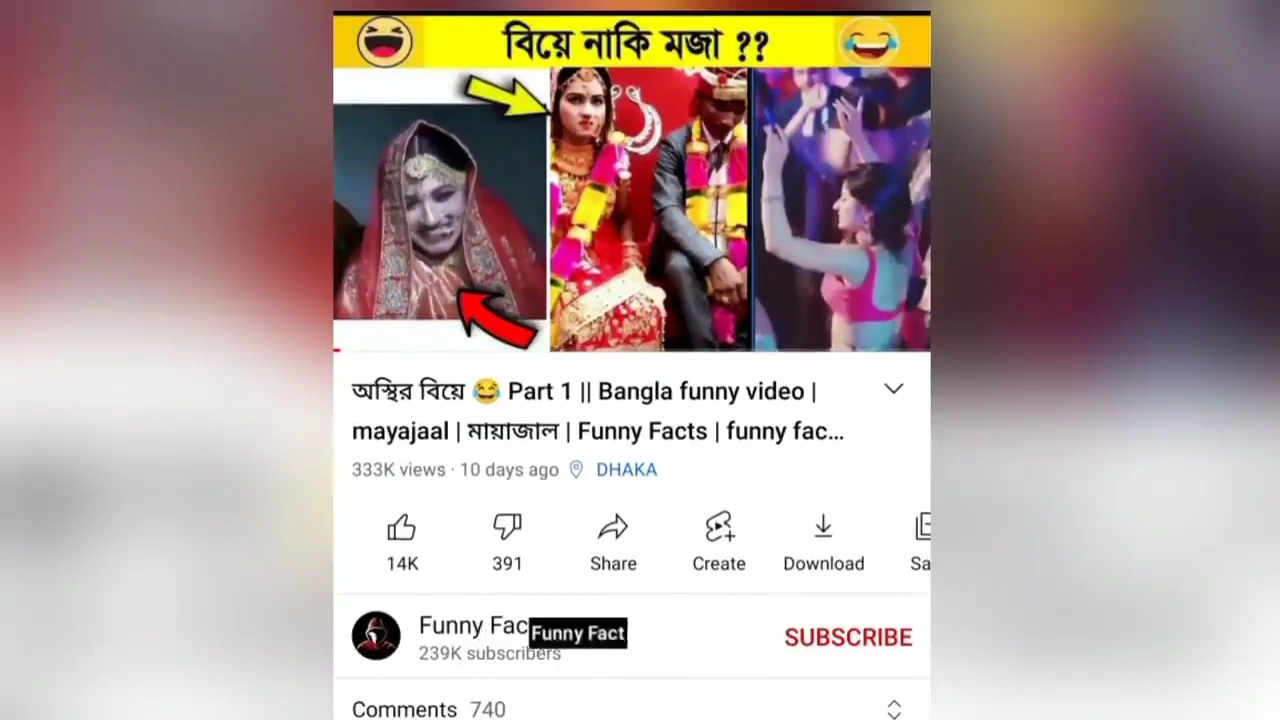 বিয়ে নাকি মজা ??
অস্থির বিয়ে 😂 Part 1 || Bangla funny video |
mayajaal | মায়াজাল | Funny Facts | funny fac...
333K views · 10 days ago DHAKA
14K 391 Share Create Download Sa
Funny Fac Funny Fact
239K subscribers
SUBSCRIBE
Comments 740